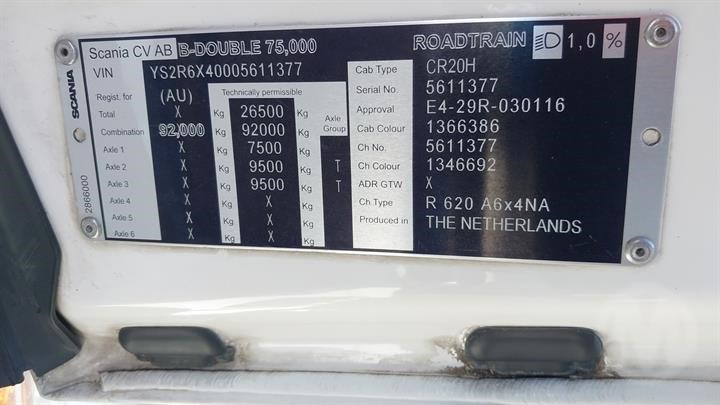 Scania CV AB B-DOUBLE 75,000 ROADTRAIN 1,0 %
SCANIA
VIN YS2R6X40005611377
Regist. for (AU) Technically permissible
Total X Kg 26500 Kg
Combination 92,000 Kg 92000 Kg Axle Group
Axle 1 X Kg 7500 Kg
Axle 2 X Kg 9500 Kg T
Axle 3 X Kg 9500 Kg T
Axle 4 X Kg X Kg
Axle 5 X Kg X Kg
Axle 6 X Kg X Kg
2866000
Cab Type CR20H
Serial No. 5611377
Approval E4-29R-030116
Cab Colour 1366386
Ch No. 5611377
Ch Colour 1346692
ADR GTW X
Ch Type R 620 A6x4NA
Produced in THE NETHERLANDS